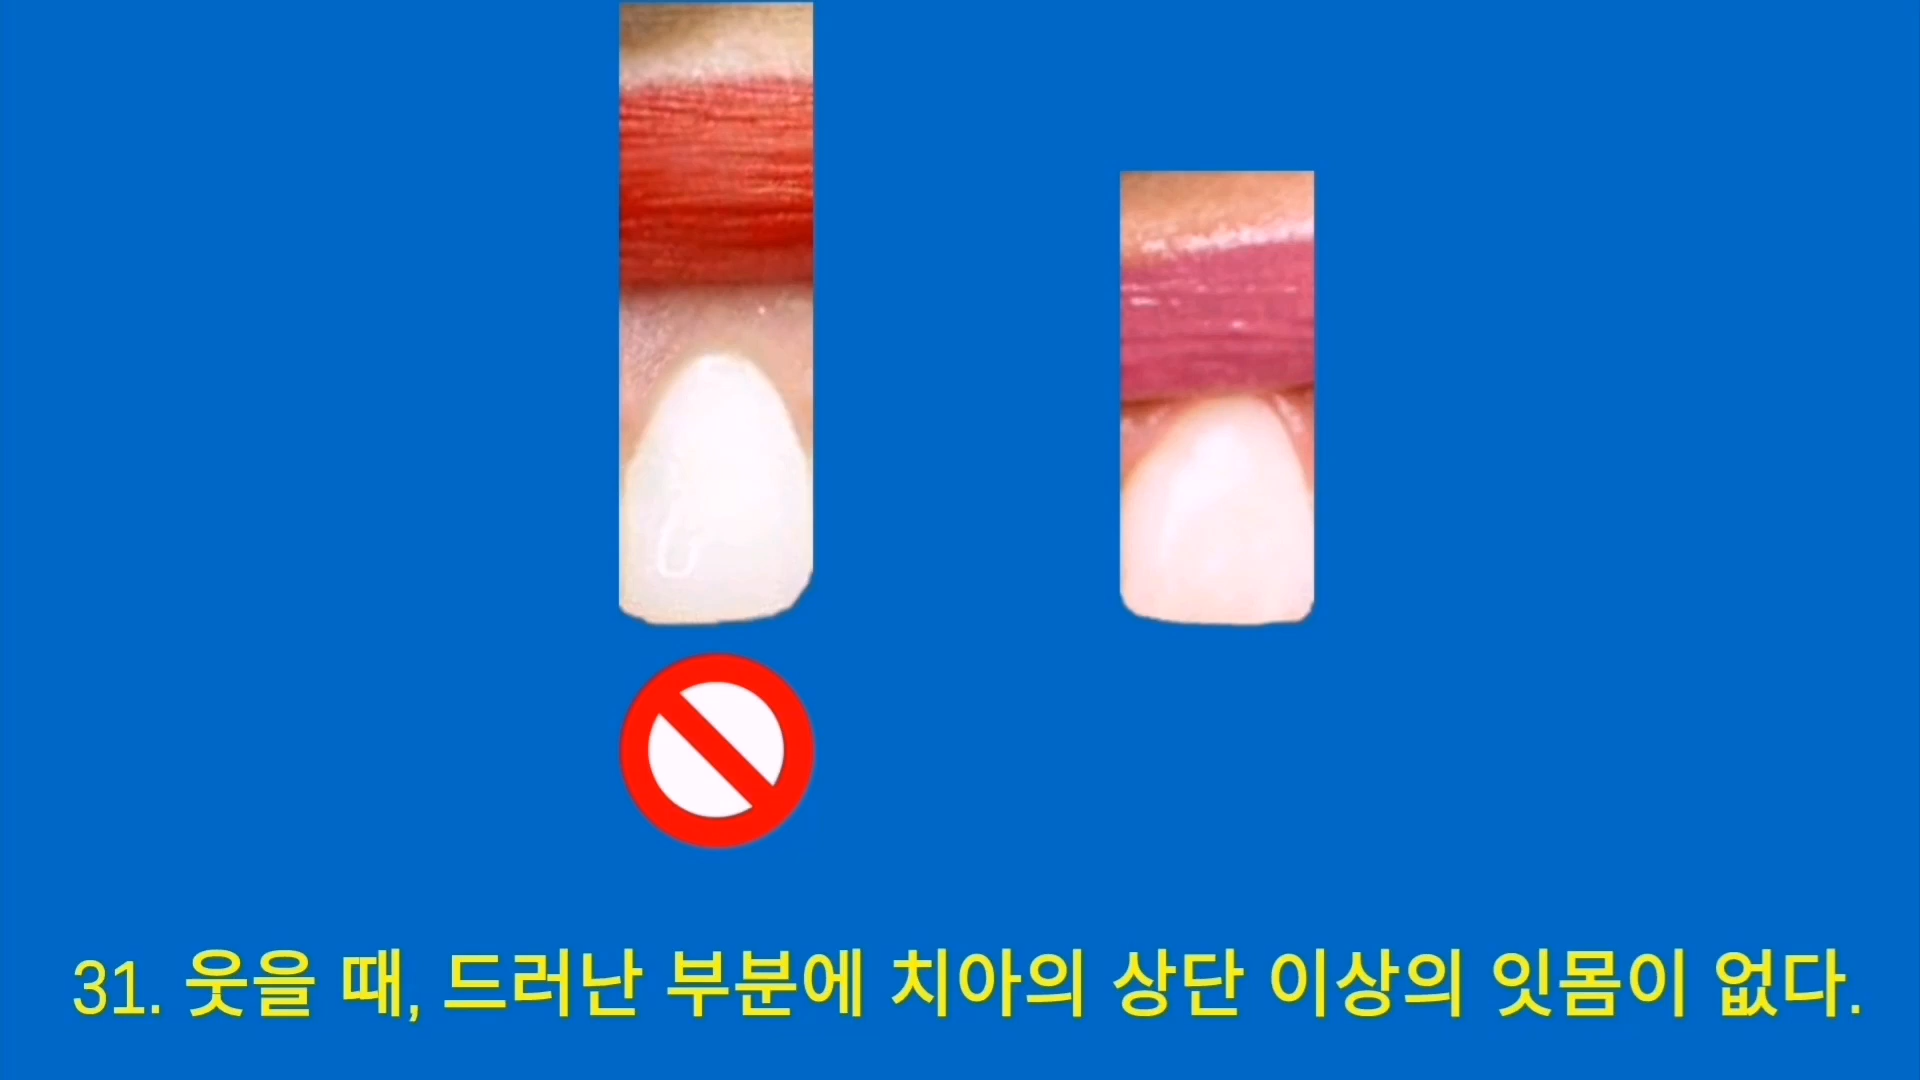 31. 웃을 때, 드러난 부분에 치아의 상단 이상의 잇몸이 없다.